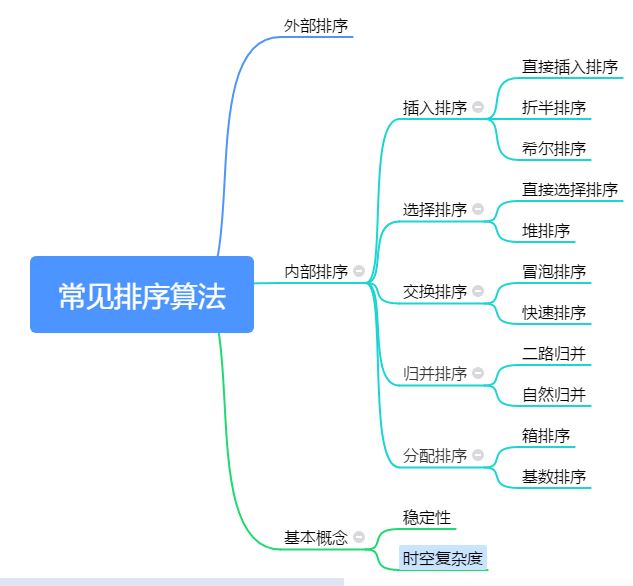 常见排序算法
外部排序
内部排序
插入排序
直接插入排序
折半排序
希尔排序
选择排序
直接选择排序
堆排序
交换排序
冒泡排序
快速排序
归并排序
二路归并
自然归并
分配排序
箱排序
基数排序
基本概念
稳定性
时空复杂度